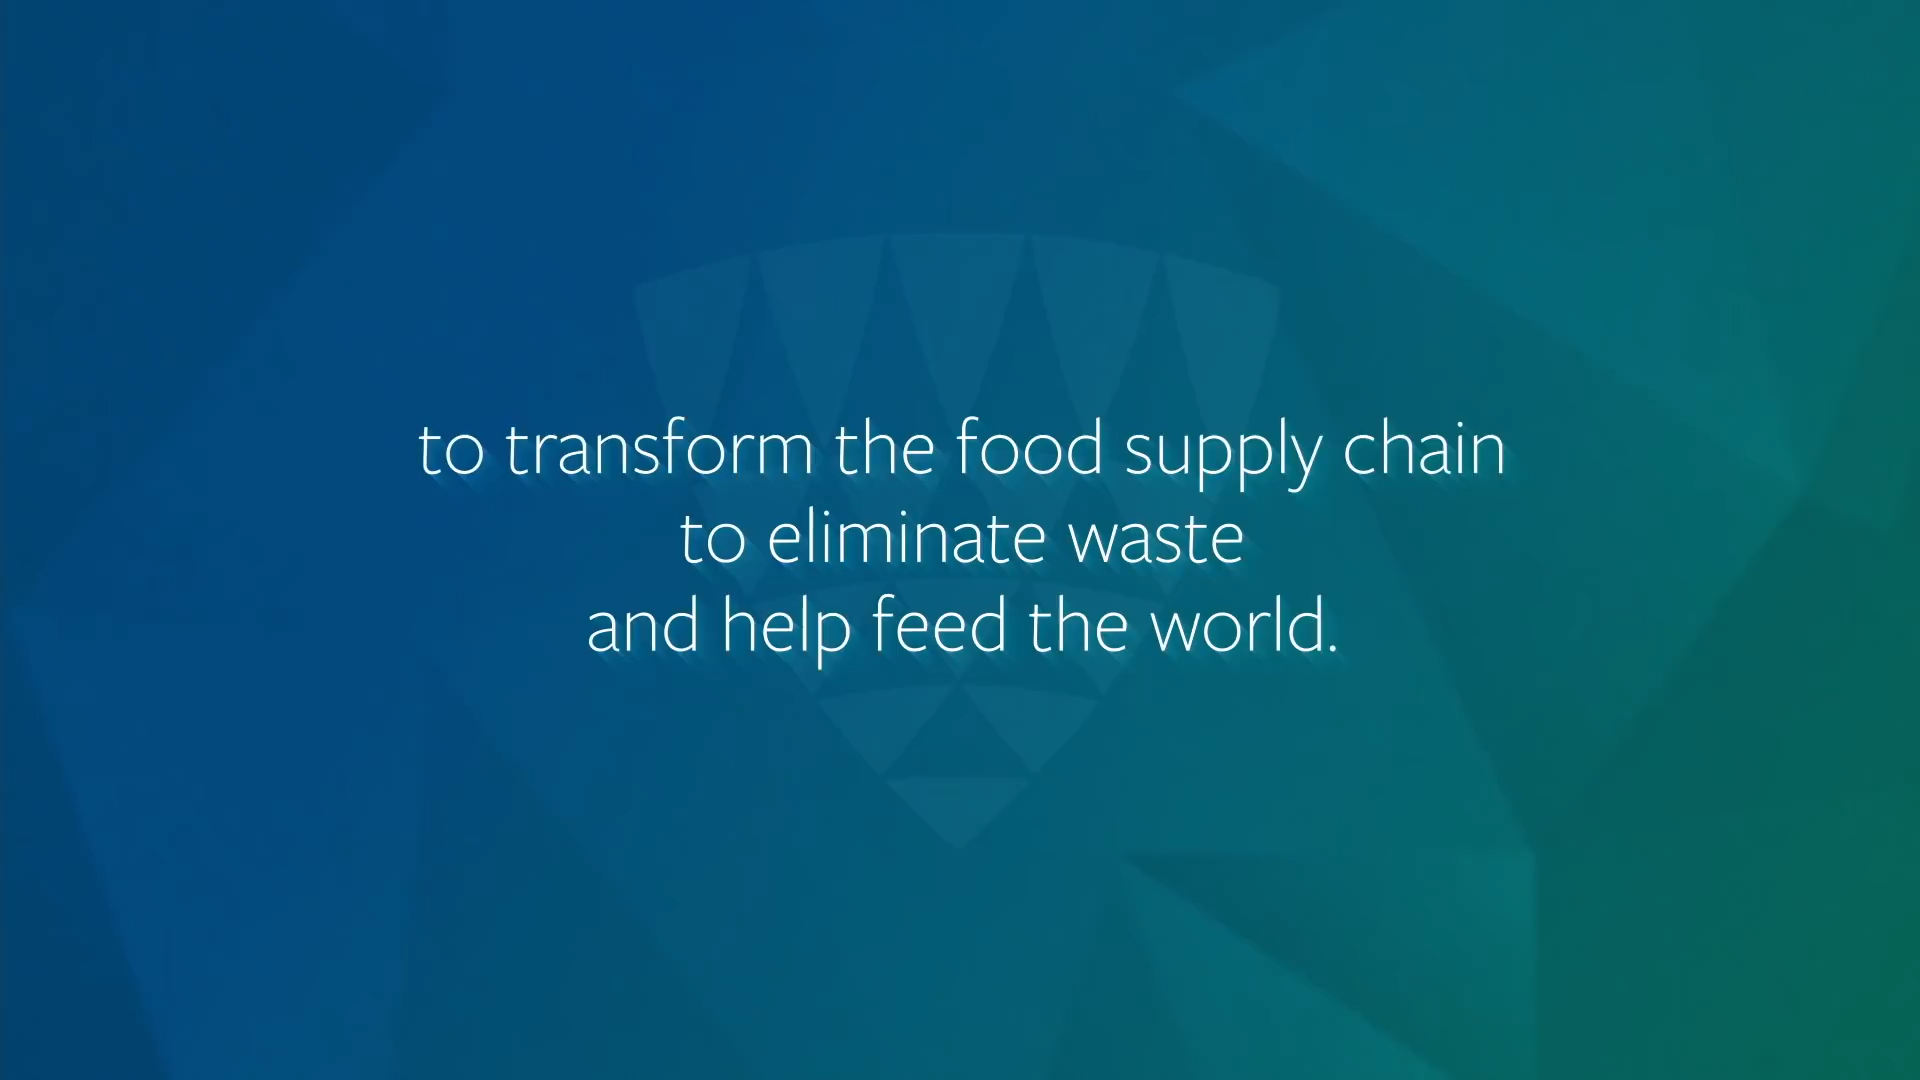 to transform the food supply chain
to eliminate waste
and help feed the world.